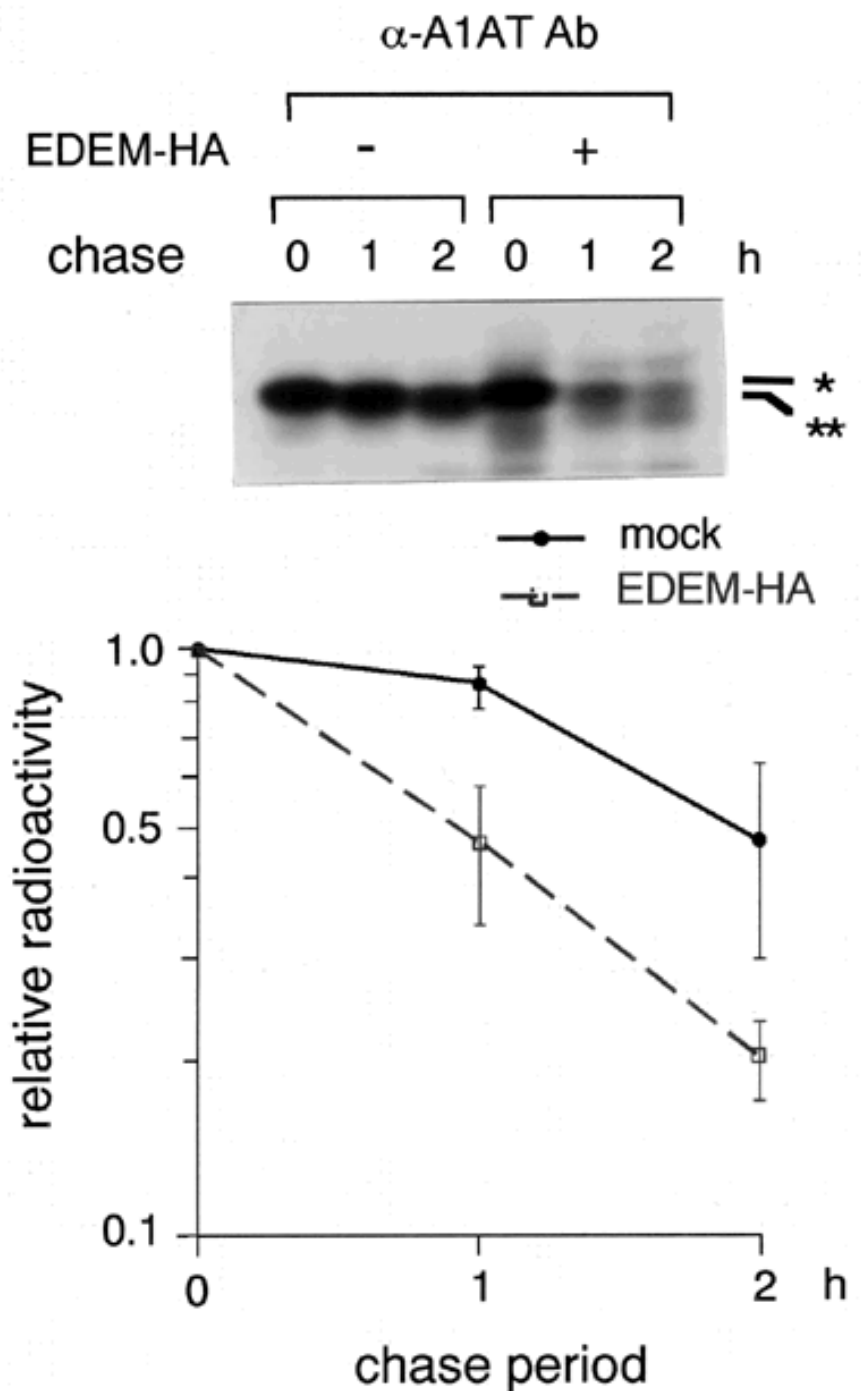 α-A1AT Ab
EDEM-HA - +
chase 0 1 2 0 1 2 h
*
**
mock
EDEM-HA
1.0
0.5
0.1
relative radioactivity
0 1 2 h
chase period